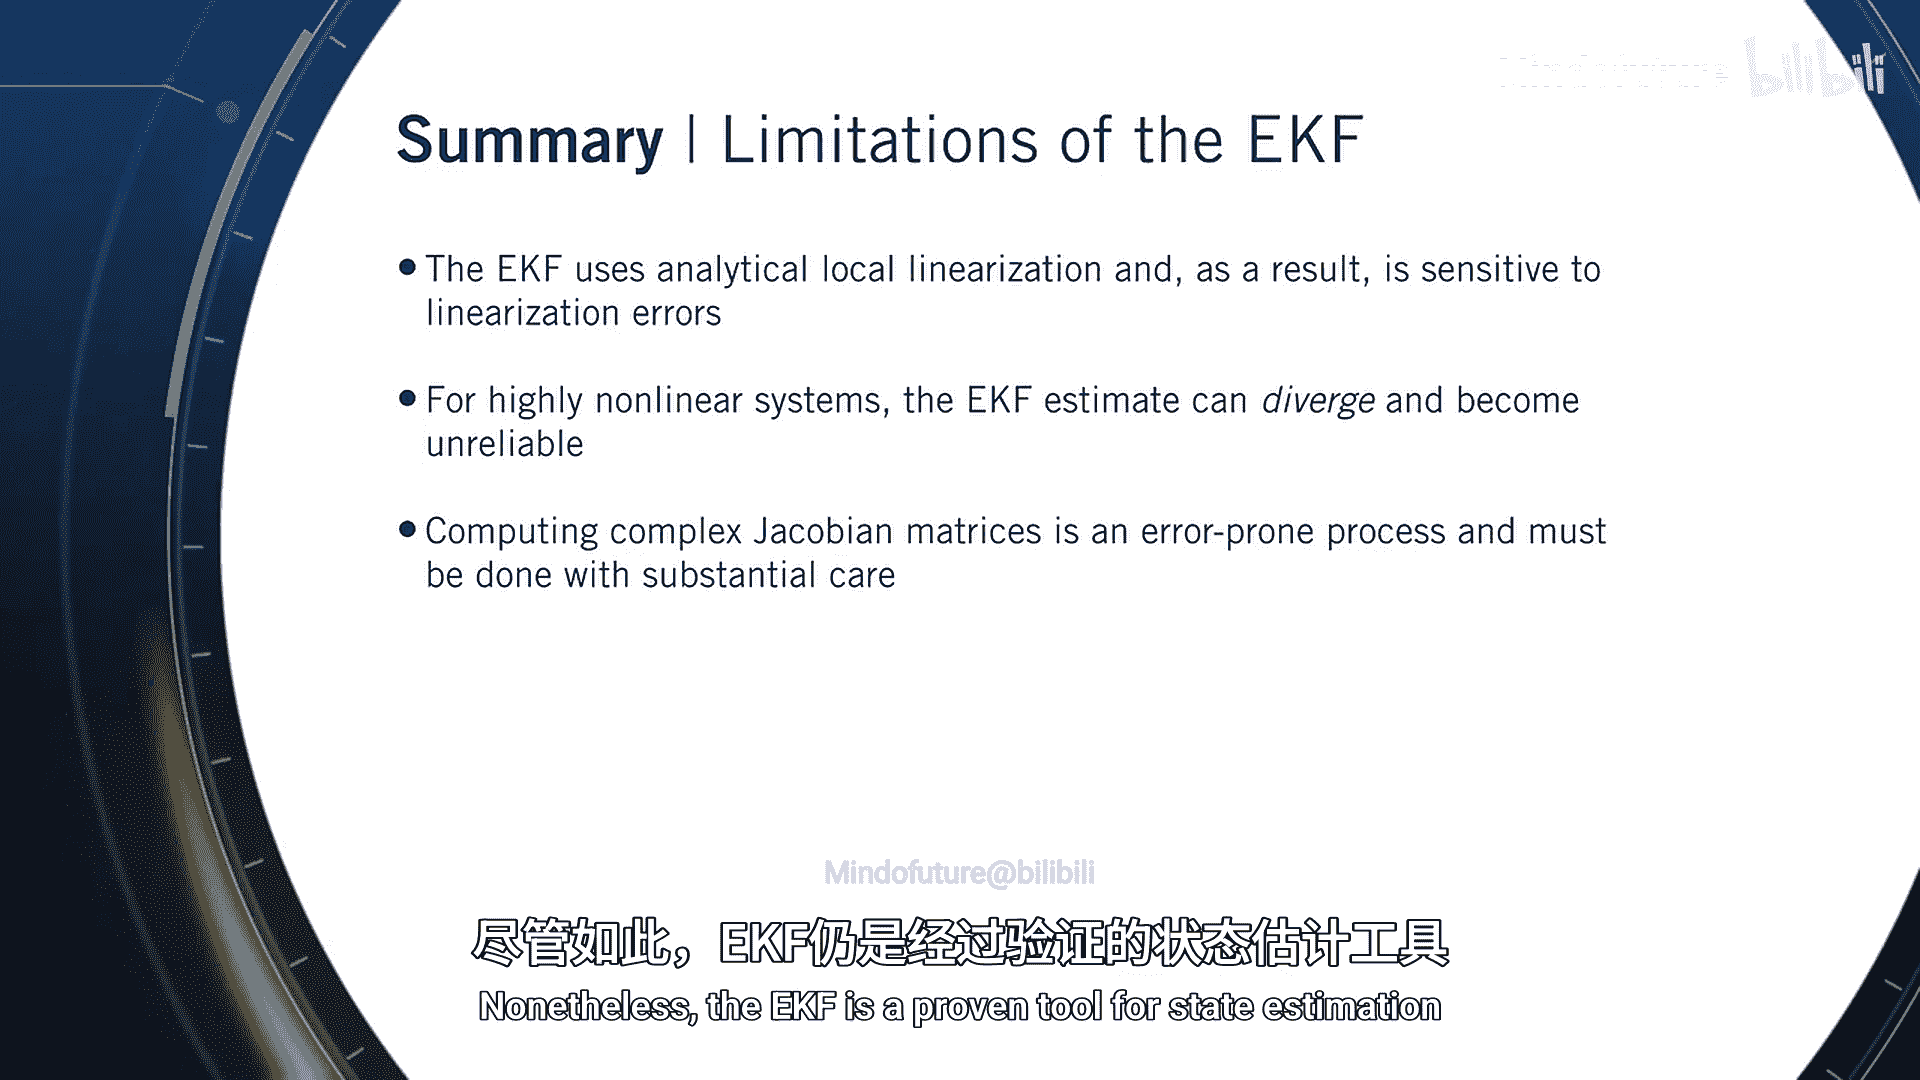 bilibili
Summary | Limitations of the EKF
• The EKF uses analytical local linearization and, as a result, is sensitive to
linearization errors
• For highly nonlinear systems, the EKF estimate can diverge and become
unreliable
• Computing complex Jacobian matrices is an error-prone process and must
be done with substantial care
Mindofuture@bilibili
尽管如此，EKF仍是经过验证的状态估计工具
Nonetheless, the EKF is a proven tool for state estimation